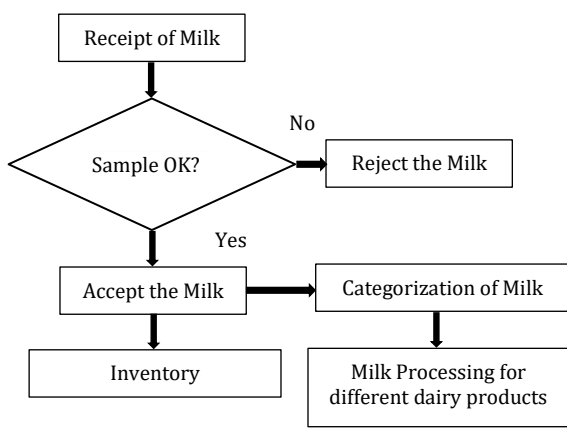 Receipt of Milk
No
Sample OK?
Reject the Milk
Yes
Accept the Milk
Categorization of Milk
Inventory
Milk Processing for
different dairy products